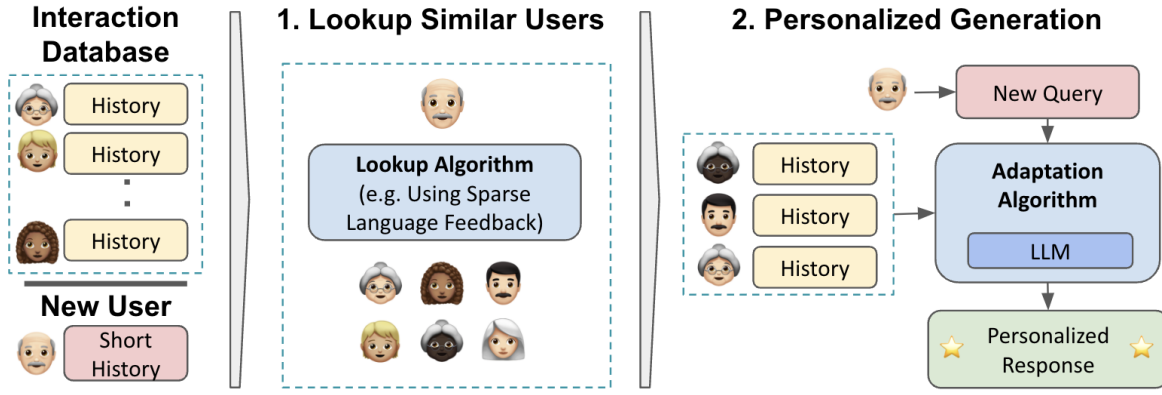 Interaction
Database
History
History
History
New User
Short
History
1. Lookup Similar Users
Lookup Algorithm
(e.g. Using Sparse
Language Feedback)
2. Personalized Generation
New Query
History
History
History
Adaptation
Algorithm
LLM
Personalized
Response